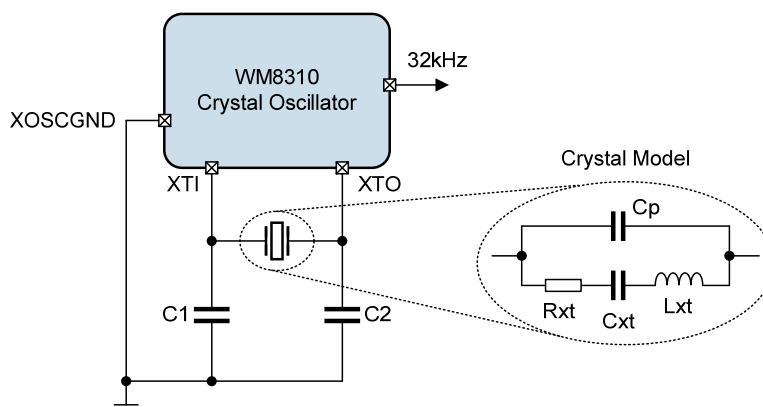 WM8310
Crystal Oscillator
32kHz
XOSCGND
XTI
XTO
Crystal Model
Cp
Rxt
Cxt
Lxt
C1
C2